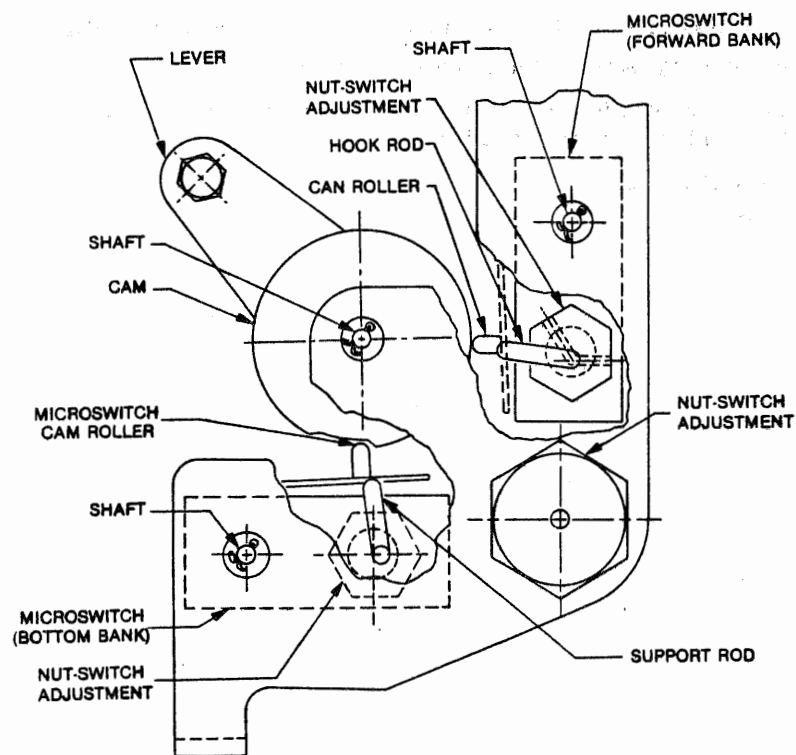 MICROSWITCH
(FORWARD BANK)
SHAFT
LEVER
NUT-SWITCH
ADJUSTMENT
HOOK ROD
CAN ROLLER
SHAFT
CAM
MICROSWITCH
CAM ROLLER
NUT-SWITCH
ADJUSTMENT
SHAFT
MICROSWITCH
(BOTTOM BANK)
SUPPORT ROD
NUT-SWITCH
ADJUSTMENT